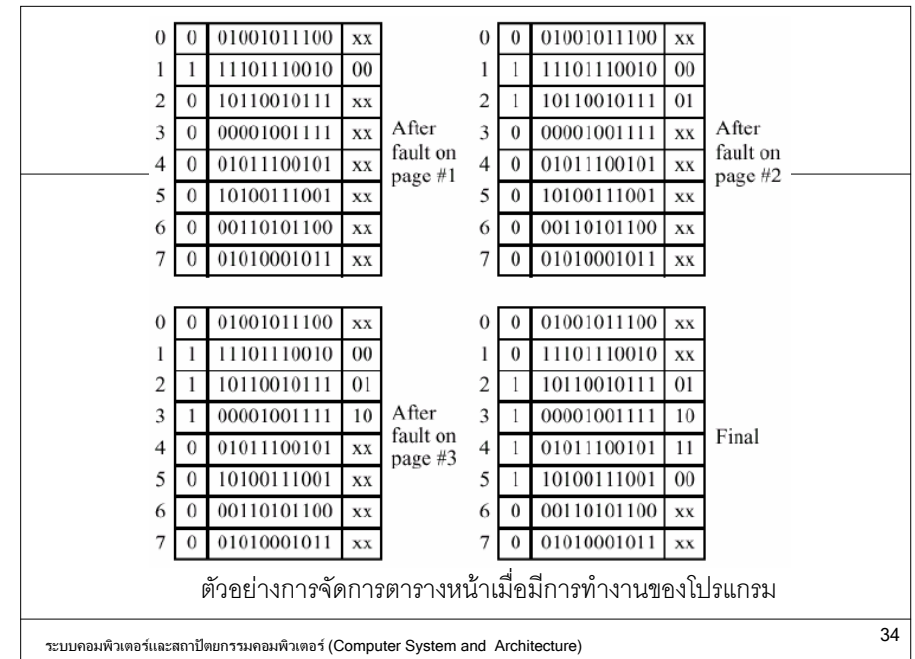 0 0 01001011100 xx
1 1 11101110010 00
2 0 10110010111 xx
3 0 00001001111 xx
4 0 01011100101 xx
5 0 10100111001 xx
6 0 00110101100 xx
7 0 01010001011 xx
After
fault on
page #1
0 0 01001011100 xx
1 1 11101110010 00
2 1 10110010111 01
3 0 00001001111 xx
4 0 01011100101 xx
5 0 10100111001 xx
6 0 00110101100 xx
7 0 01010001011 xx
After
fault on
page #2
0 0 01001011100 xx
1 1 11101110010 00
2 1 10110010111 01
3 1 00001001111 10
4 0 01011100101 xx
5 0 10100111001 xx
6 0 00110101100 xx
7 0 01010001011 xx
After
fault on
page #3
0 0 01001011100 xx
1 0 11101110010 xx
2 1 10110010111 01
3 1 00001001111 10
4 1 01011100101 11
5 1 10100111001 00
6 0 00110101100 xx
7 0 01010001011 xx
Final
ตัวอย่างการจัดการตารางหน้าเมื่อมีการทำงานของโปรแกรม
ระบบคอมพิวเตอร์และสถาปัตยกรรมคอมพิวเตอร์ (Computer System and Architecture)
34